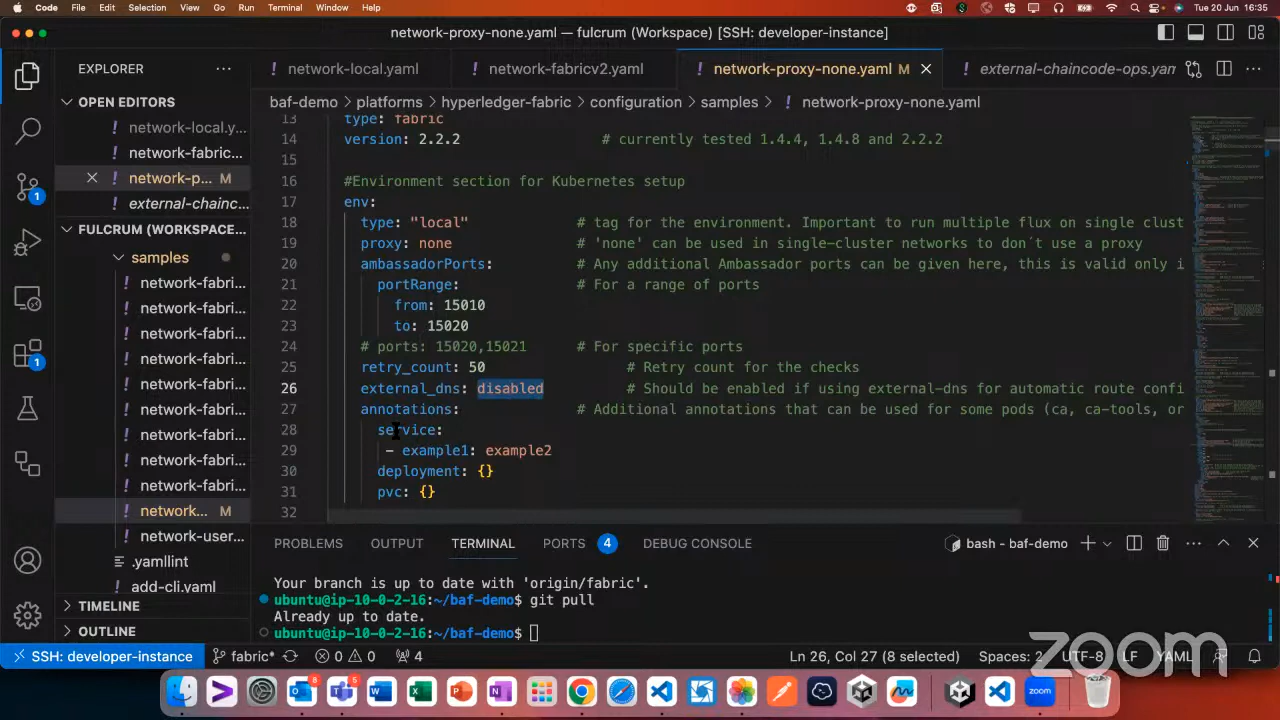 Code File Edit Selection View Go Run Terminal Window Help Tue 20 Jun 16:35
network-proxy-none.yaml — fulcrum (Workspace) [SSH: developer-instance]
EXPLORER ···
network-local.yaml network-fabricv2.yaml network-proxy-none.yaml M external-chaincode-ops.yam
OPEN EDITORS
baf-demo > platforms > hyperledger-fabric > configuration > samples > ! network-proxy-none.yaml
network-local.y...
network-fabric...
network-p... M
external-chainc...
FULCRUM (WORKSPACE...
samples
network-fabri...
network-fabri...
network-fabri...
network-fabri...
network-fabri...
network-fabri...
network-fabri...
network-fabri...
network-fabri...
network... M
network-user...
.yamllint
add-cli.yaml
TIMELINE
OUTLINE
13 type: fabric
14 version: 2.2.2 # currently tested 1.4.4, 1.4.8 and 2.2.2
15
16 #Environment section for Kubernetes setup
17 env:
18 type: "local" # tag for the environment. Important to run multiple flux on single clust
19 proxy: none # 'none' can be used in single-cluster networks to don´t use a proxy
20 ambassadorPorts: # Any additional Ambassador ports can be given here, this is valid only i
21 portRange: # For a range of ports
22 from: 15010
23 to: 15020
24 # ports: 15020,15021 # For specific ports
25 retry_count: 50 # Retry count for the checks
26 external_dns: disabled # Should be enabled if using external-dns for automatic route confi
27 annotations: # Additional annotations that can be used for some pods (ca, ca-tools, or
28 service:
29 - example1: example2
30 deployment: {}
31 pvc: {}
32
PROBLEMS OUTPUT TERMINAL PORTS 4 DEBUG CONSOLE bash - baf-demo
Your branch is up to date with 'origin/fabric'.
ubuntu@ip-10-0-2-16:~/baf-demo$ git pull
Already up to date.
ubuntu@ip-10-0-2-16:~/baf-demo$
SSH: developer-instance fabric* 0 0 4 Ln 26, Col 27 (8 selected) Spaces: 2 UTF-8 LF YAML
zoom